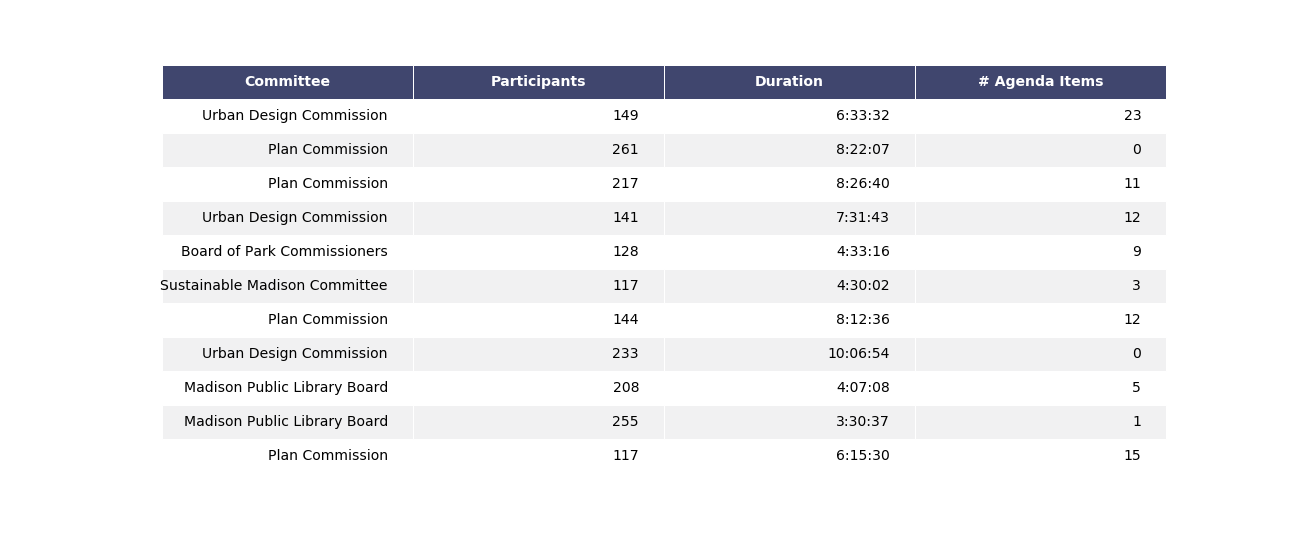 Committee Participants Duration # Agenda Items
Urban Design Commission 149 6:33:32 23
Plan Commission 261 8:22:07 0
Plan Commission 217 8:26:40 11
Urban Design Commission 141 7:31:43 12
Board of Park Commissioners 128 4:33:16 9
Sustainable Madison Committee 117 4:30:02 3
Plan Commission 144 8:12:36 12
Urban Design Commission 233 10:06:54 0
Madison Public Library Board 208 4:07:08 5
Madison Public Library Board 255 3:30:37 1
Plan Commission 117 6:15:30 15